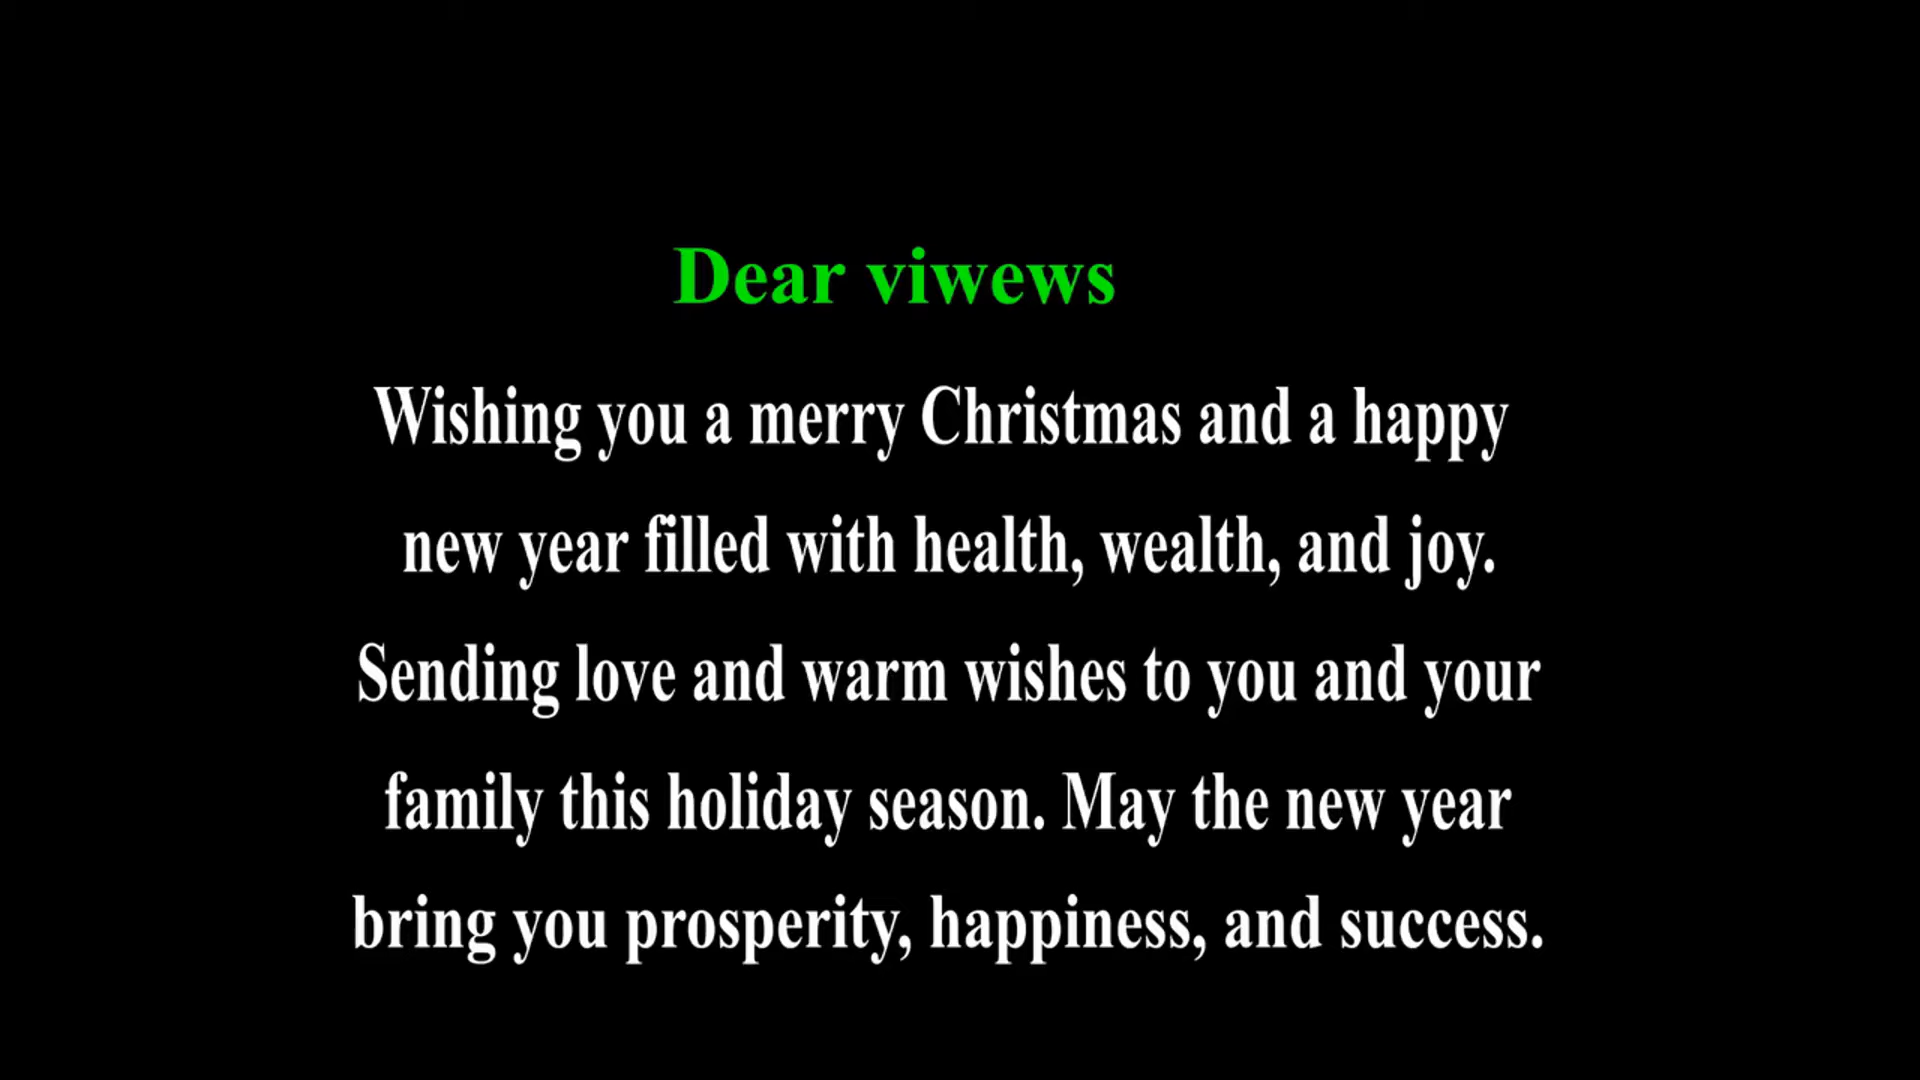 Dear viwews
Wishing you a merry Christmas and a happy
new year filled with health, wealth, and joy.
Sending love and warm wishes to you and your
family this holiday season. May the new year
bring you prosperity, happiness, and success.